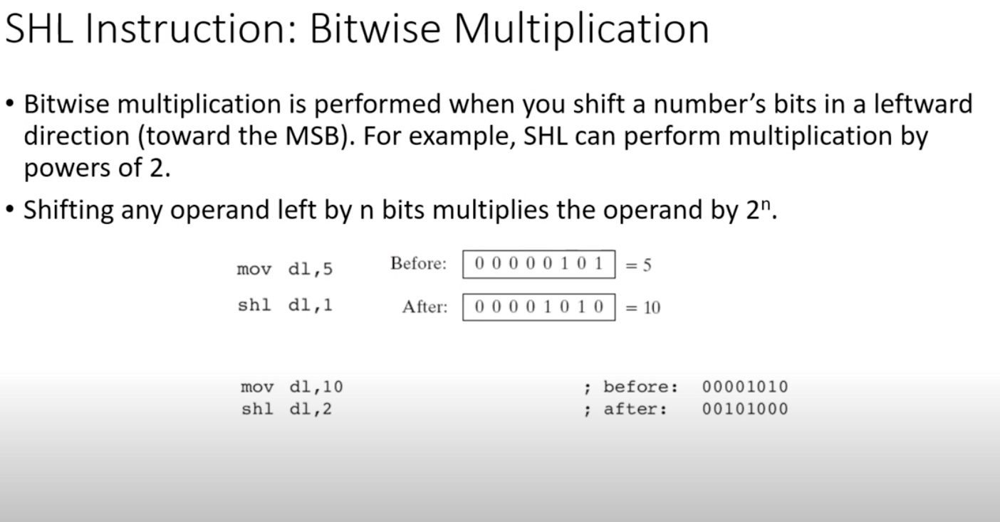 SHL Instruction: Bitwise Multiplication
• Bitwise multiplication is performed when you shift a number’s bits in a leftward
direction (toward the MSB). For example, SHL can perform multiplication by
powers of 2.
• Shifting any operand left by n bits multiplies the operand by 2ⁿ.
mov dl,5 Before: 0 0 0 0 0 1 0 1 = 5
shl dl,1 After: 0 0 0 0 1 0 1 0 = 10
mov dl,10 ; before: 00001010
shl dl,2 ; after: 00101000